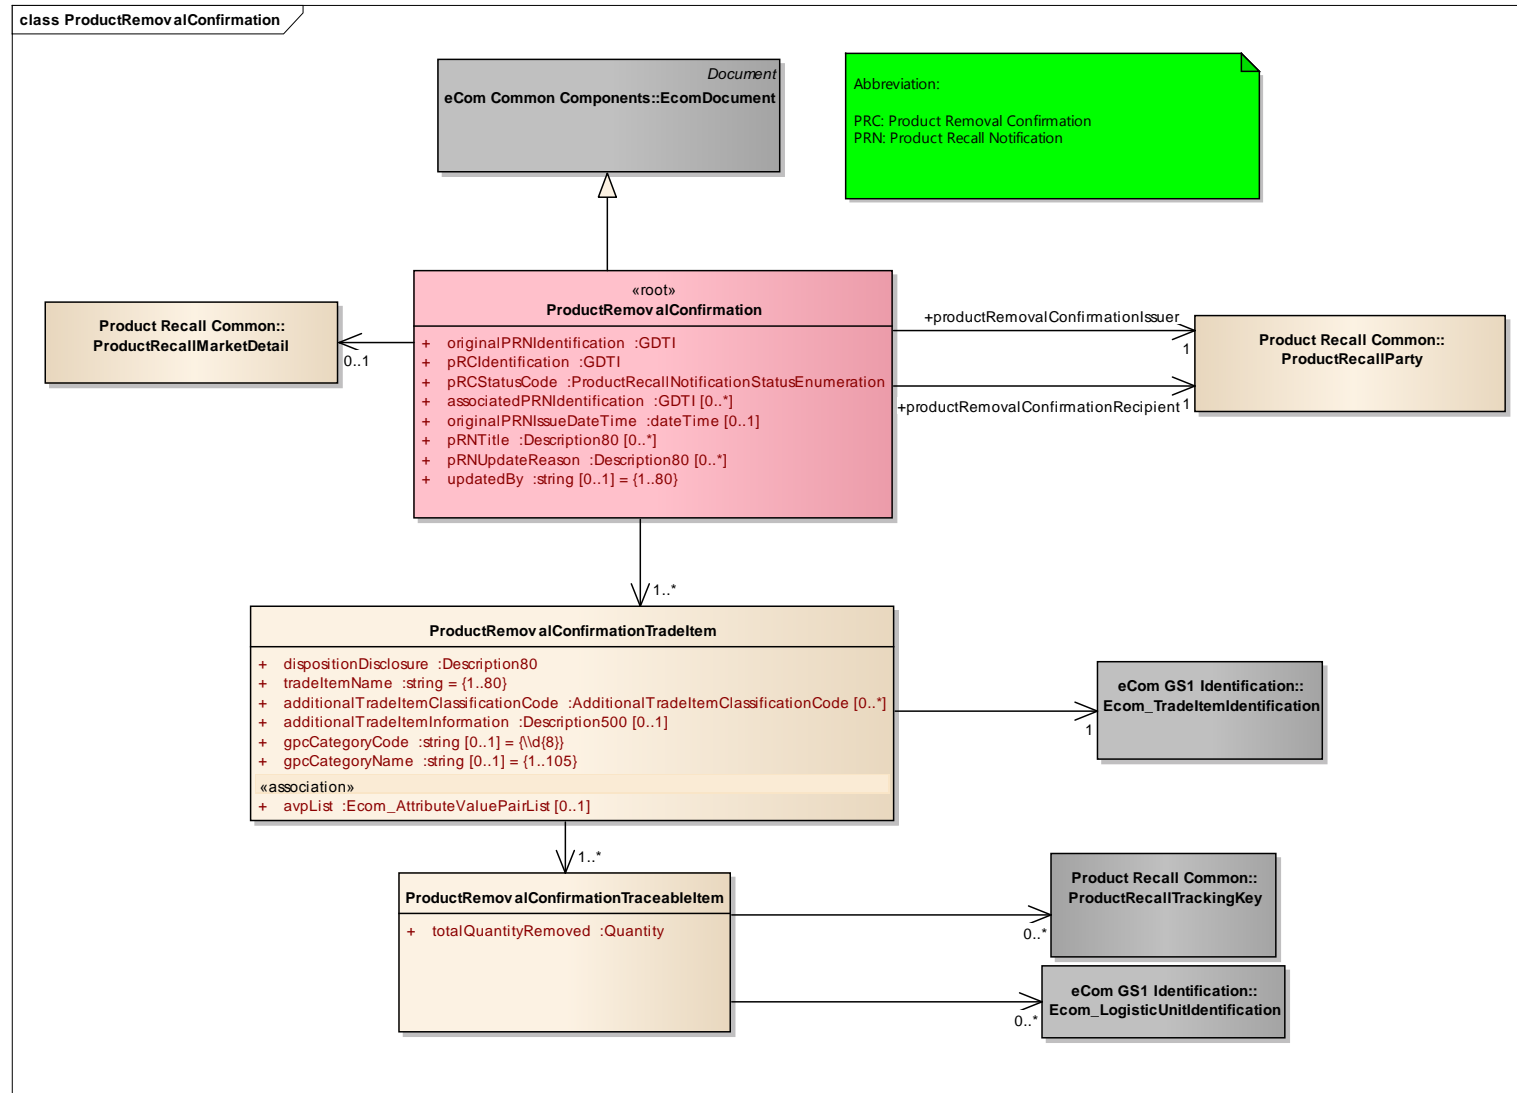 class ProductRemovalConfirmation
Document
eCom Common Components::EcomDocument
Abbreviation:
PRC: Product Removal Confirmation
PRN: Product Recall Notification
«root»
ProductRemovalConfirmation
+ originalPRNIdentification :GDTI
+ pRCIdentification :GDTI
+ pRCStatusCode :ProductRecallNotificationStatusEnumeration
+ associatedPRNIdentification :GDTI [0..*]
+ originalPRNIssueDateTime :dateTime [0..1]
+ pRNTitle :Description80 [0..*]
+ pRNUpdateReason :Description80 [0..*]
+ updatedBy :string [0..1] = {1..80}
Product Recall Common::
ProductRecallMarketDetail
0..1
+productRemovalConfirmationIssuer
1
+productRemovalConfirmationRecipient
1
Product Recall Common::
ProductRecallParty
1..*
ProductRemovalConfirmationTradeItem
+ dispositionDisclosure :Description80
+ tradeItemName :string = {1..80}
+ additionalTradeItemClassificationCode :AdditionalTradeItemClassificationCode [0..*]
+ additionalTradeItemInformation :Description500 [0..1]
+ gpcCategoryCode :string [0..1] = {\\d{8}}
+ gpcCategoryName :string [0..1] = {1..105}
«association»
+ avpList :Ecom_AttributeValuePairList [0..1]
eCom GS1 Identification::
Ecom_TradeItemIdentification
1
1..*
ProductRemovalConfirmationTraceableItem
+ totalQuantityRemoved :Quantity
Product Recall Common::
ProductRecallTrackingKey
0..*
eCom GS1 Identification::
Ecom_LogisticUnitIdentification
0..*